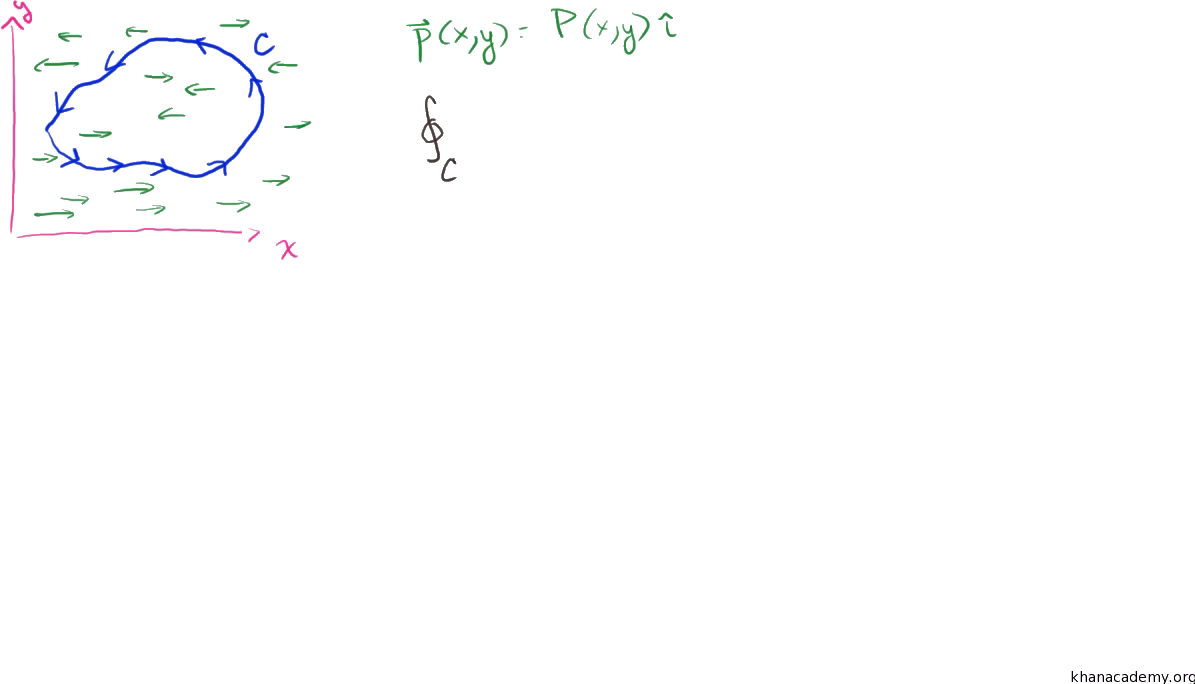 y
C
x
p⃗(x,y) = P(x,y) î
∮C
khanacademy.org